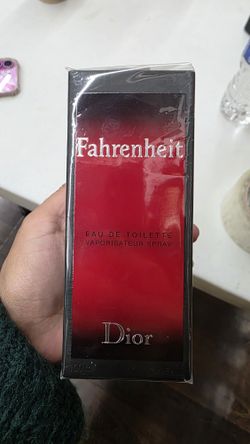 Fahrenheit
EAU DE TOILETTE
VAPORISATEUR SPRAY
Dior